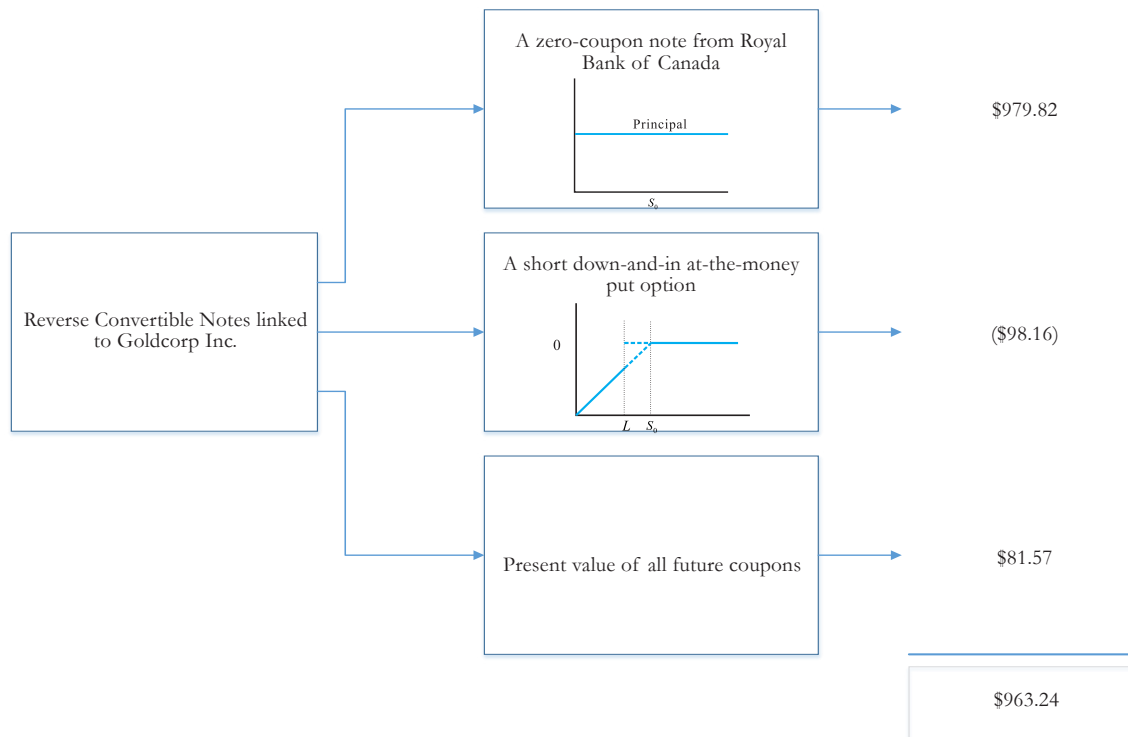 A zero-coupon note from Royal
Bank of Canada
Principal
S₀
$979.82
Reverse Convertible Notes linked
to Goldcorp Inc.
A short down-and-in at-the-money
put option
0
L
S₀
($98.16)
Present value of all future coupons
$81.57
$963.24